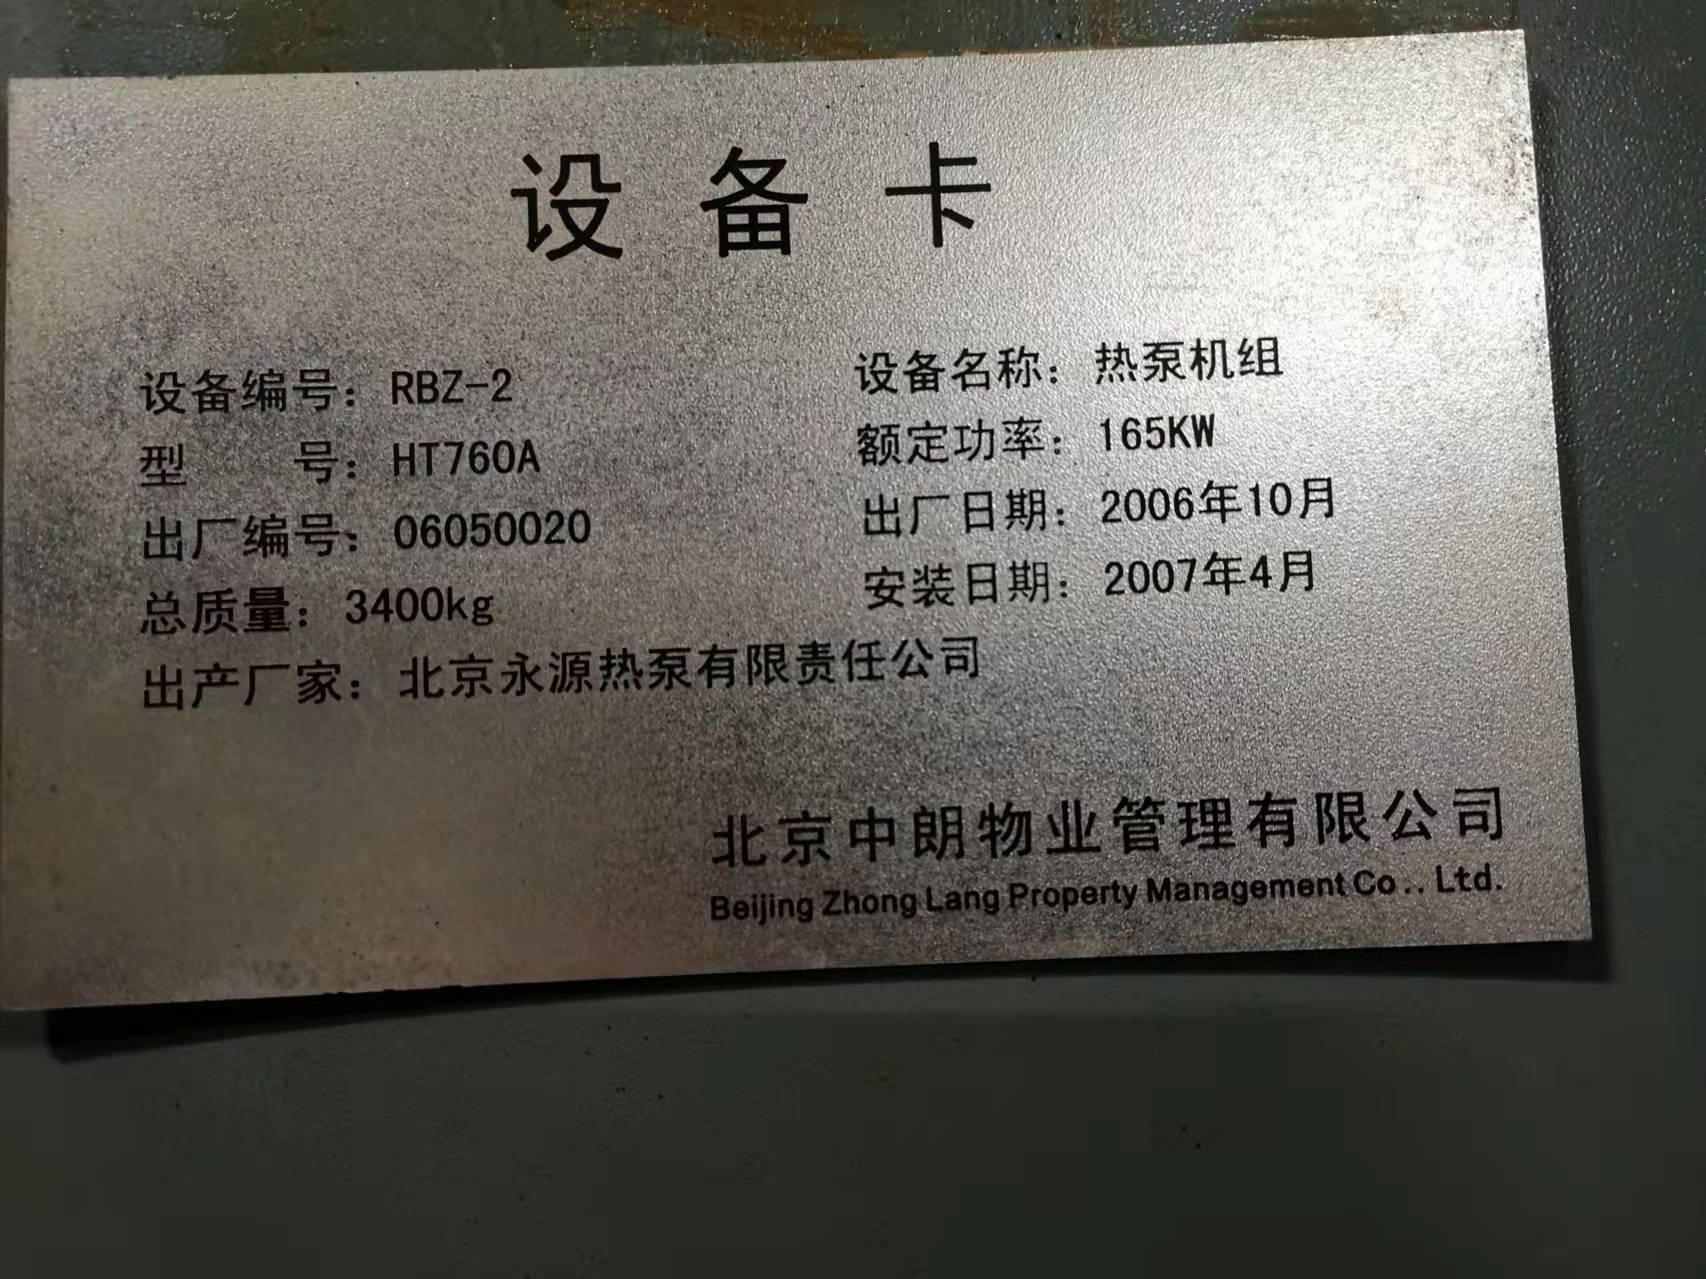 设备卡
设备编号：RBZ-2 设备名称：热泵机组
型 号：HT760A 额定功率：165KW
出厂编号：06050020 出厂日期：2006年10月
总质量：3400kg 安装日期：2007年4月
出产厂家：北京永源热泵有限责任公司
北京中朗物业管理有限公司
Beijing Zhong Lang Property Management Co.. Ltd.